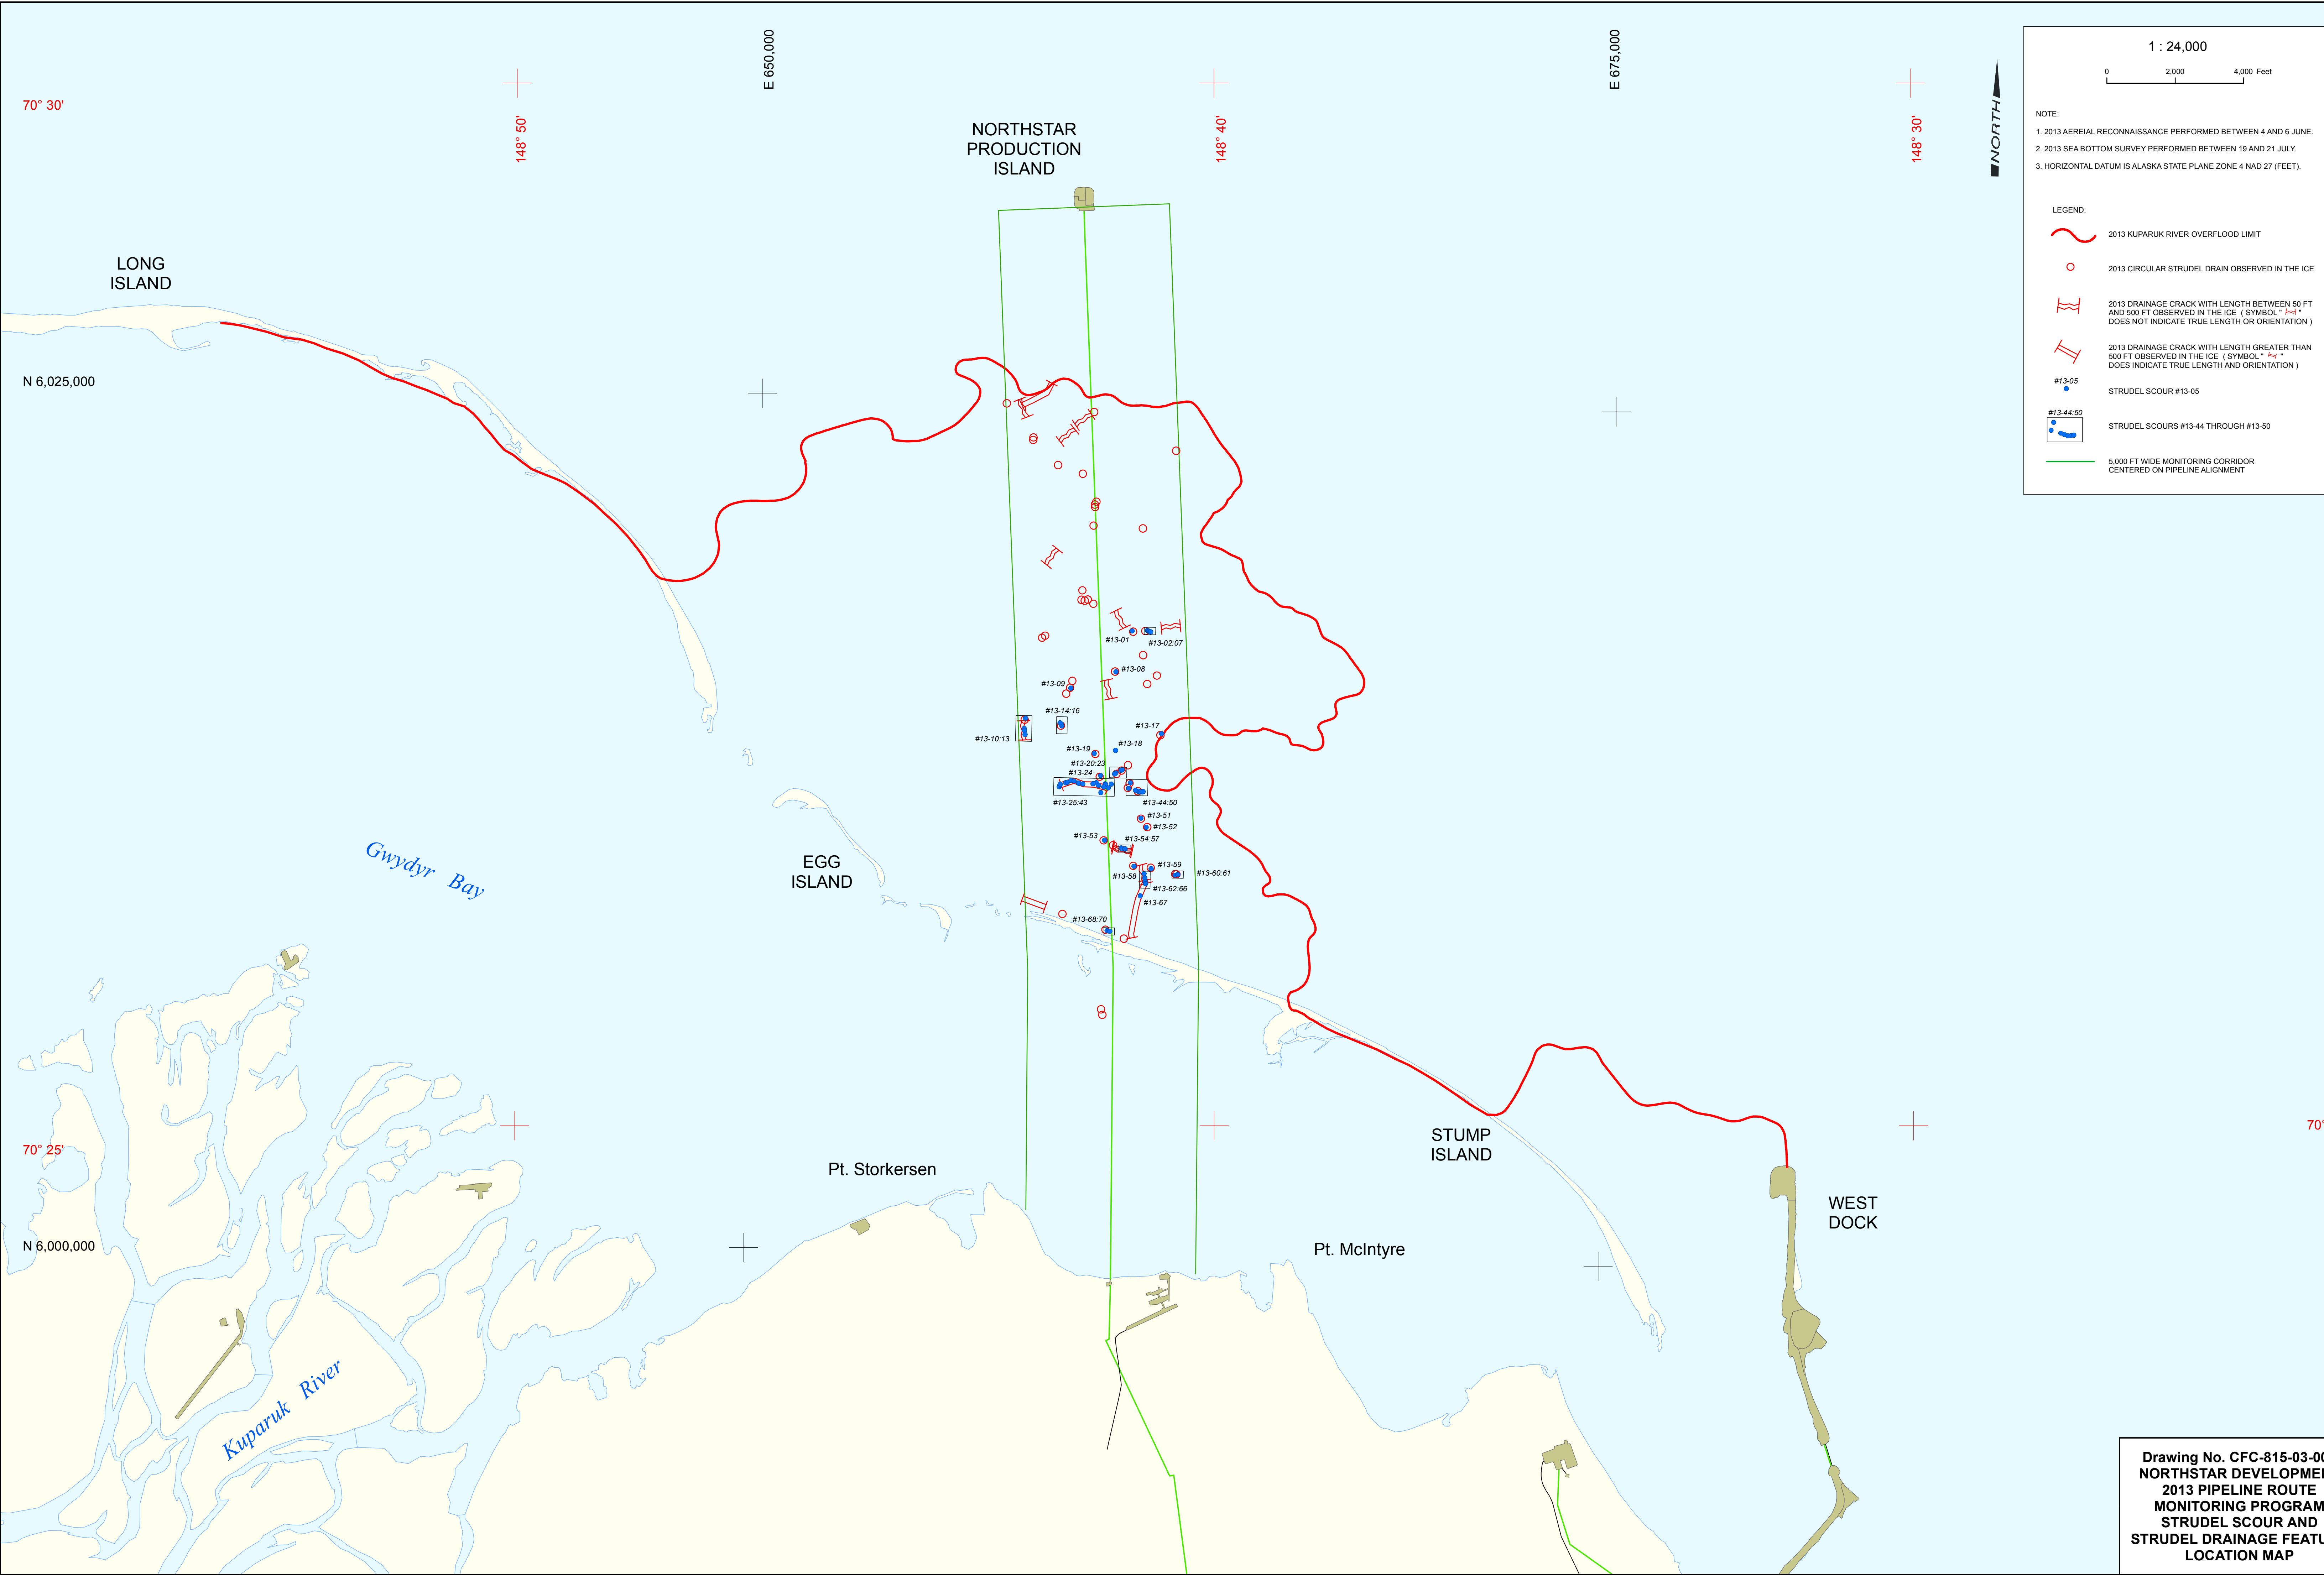 E 650,000
E 675,000
70° 30'
148° 50'
148° 40'
148° 30'
NORTH
NORTHSTAR
PRODUCTION
ISLAND
LONG
ISLAND
N 6,025,000
#13-01
#13-02:07
#13-08
#13-09
#13-14:16
#13-10:13
#13-17
#13-18
#13-19
#13-20:23
#13-24
#13-25:43
#13-44:50
#13-51
#13-52
#13-53
#13-54:57
#13-59
#13-58
#13-60:61
#13-62:66
#13-67
#13-68:70
Gwydyr Bay
EGG
ISLAND
70° 25'
70°
Pt. Storkersen
STUMP
ISLAND
WEST
DOCK
N 6,000,000
Pt. McIntyre
Kuparuk River
1 : 24,000
0 2,000 4,000 Feet
NOTE:
1. 2013 AEREIAL RECONNAISSANCE PERFORMED BETWEEN 4 AND 6 JUNE.
2. 2013 SEA BOTTOM SURVEY PERFORMED BETWEEN 19 AND 21 JULY.
3. HORIZONTAL DATUM IS ALASKA STATE PLANE ZONE 4 NAD 27 (FEET).
LEGEND:
2013 KUPARUK RIVER OVERFLOOD LIMIT
2013 CIRCULAR STRUDEL DRAIN OBSERVED IN THE ICE
2013 DRAINAGE CRACK WITH LENGTH BETWEEN 50 FT
AND 500 FT OBSERVED IN THE ICE ( SYMBOL " "
DOES NOT INDICATE TRUE LENGTH OR ORIENTATION )
2013 DRAINAGE CRACK WITH LENGTH GREATER THAN
500 FT OBSERVED IN THE ICE ( SYMBOL " "
DOES INDICATE TRUE LENGTH AND ORIENTATION )
#13-05
STRUDEL SCOUR #13-05
#13-44:50
STRUDEL SCOURS #13-44 THROUGH #13-50
5,000 FT WIDE MONITORING CORRIDOR
CENTERED ON PIPELINE ALIGNMENT
Drawing No. CFC-815-03-00
NORTHSTAR DEVELOPME
2013 PIPELINE ROUTE
MONITORING PROGRAM
STRUDEL SCOUR AND
STRUDEL DRAINAGE FEATU
LOCATION MAP